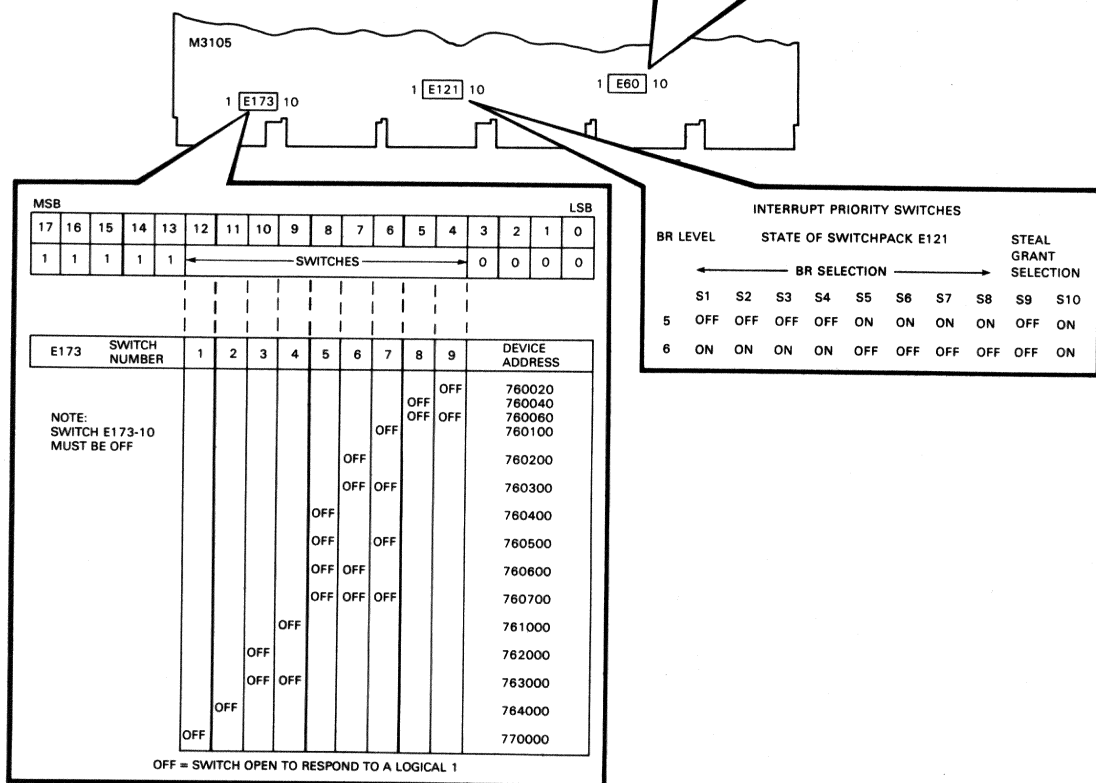 M3105
1 E173 10
1 E121 10
1 E60 10
MSB LSB
17 16 15 14 13 12 11 10 9 8 7 6 5 4 3 2 1 0
1 1 1 1 1 SWITCHES 0 0 0 0
E173 SWITCH NUMBER 1 2 3 4 5 6 7 8 9 DEVICE ADDRESS
OFF 760020
OFF 760040
OFF OFF 760060
OFF 760100
OFF 760200
OFF OFF 760300
OFF 760400
OFF OFF 760500
OFF OFF 760600
OFF OFF OFF 760700
OFF 761000
OFF 762000
OFF OFF 763000
OFF 764000
OFF 770000
NOTE:
SWITCH E173-10
MUST BE OFF
OFF = SWITCH OPEN TO RESPOND TO A LOGICAL 1
INTERRUPT PRIORITY SWITCHES
BR LEVEL STATE OF SWITCHPACK E121 STEAL
GRANT
BR SELECTION SELECTION
S1 S2 S3 S4 S5 S6 S7 S8 S9 S10
5 OFF OFF OFF OFF ON ON ON ON OFF ON
6 ON ON ON ON OFF OFF OFF OFF OFF ON